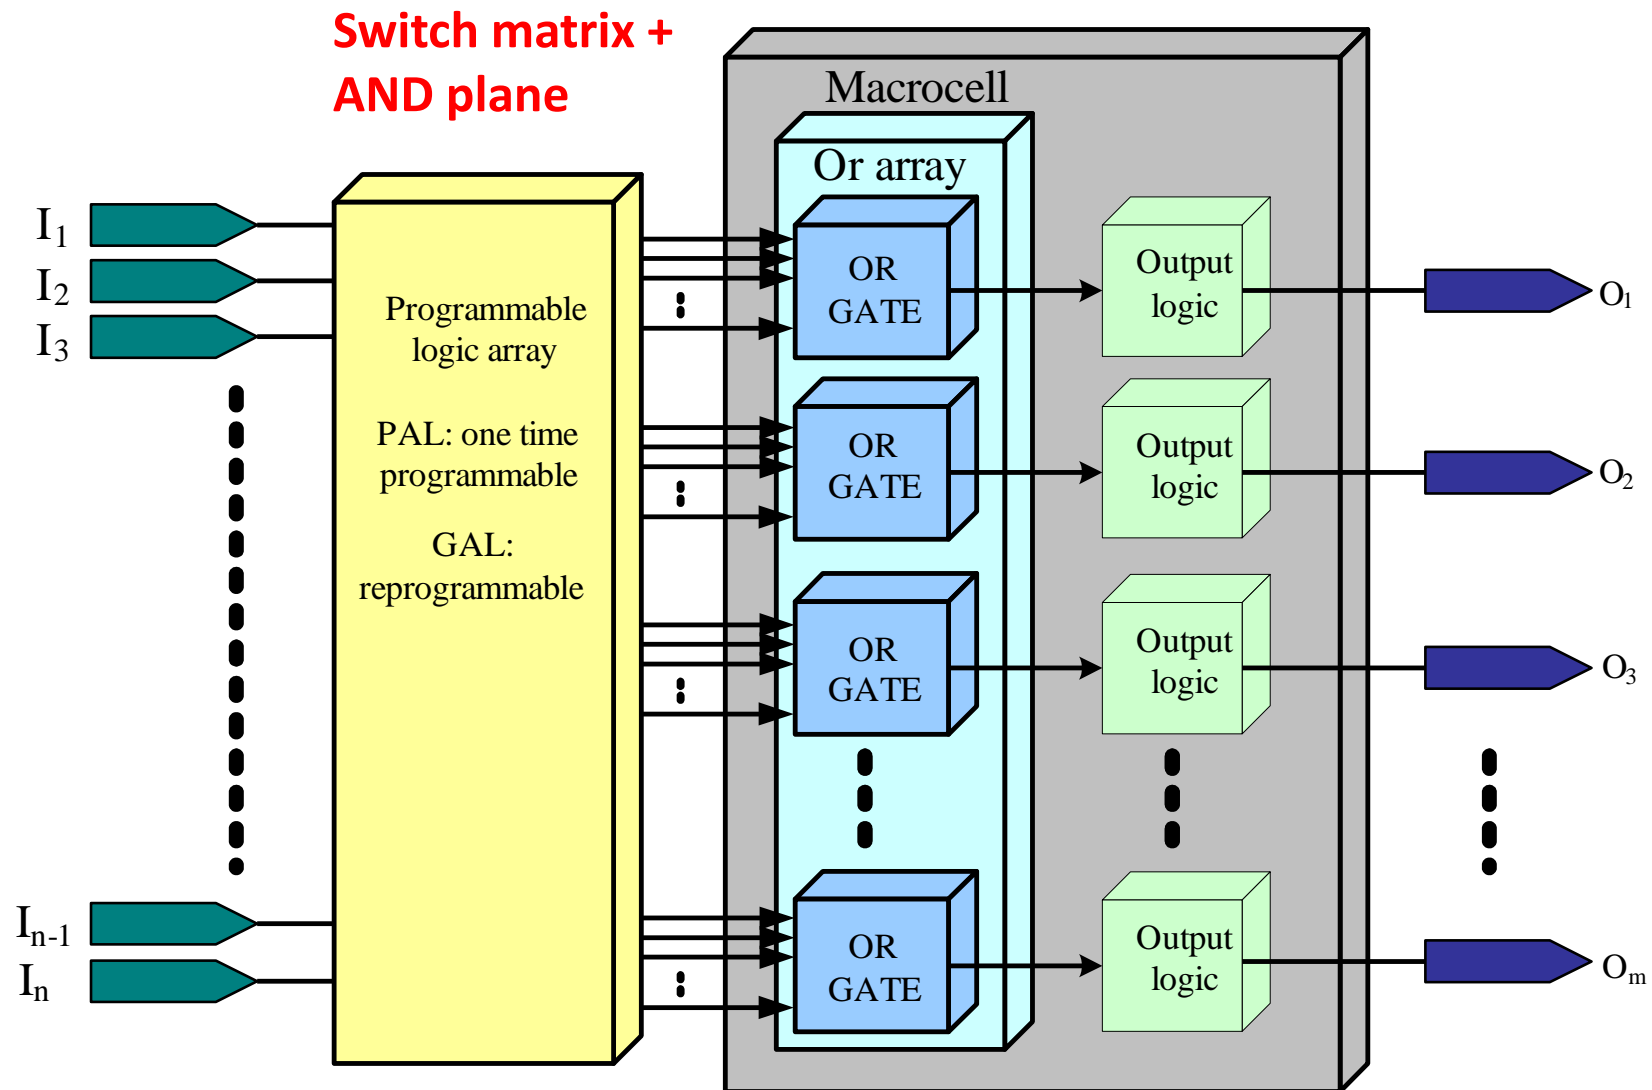 Switch matrix +
AND plane
Macrocell
Or array
I1
I2
I3
In-1
In
Programmable
logic array
PAL: one time
programmable
GAL:
reprogrammable
OR
GATE
Output
logic
O1
OR
GATE
Output
logic
O2
OR
GATE
Output
logic
O3
OR
GATE
Output
logic
Om